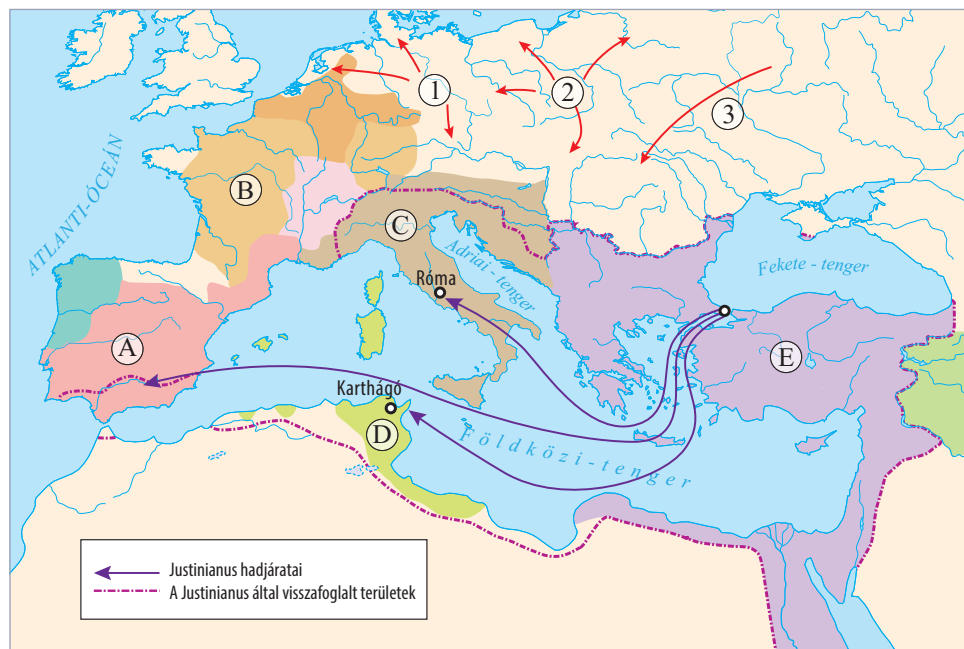 1
2
3
ATLANTI-ÓCEÁN
B
C
Adriai - tenger
Róma
Fekete - tenger
A
E
Karthágó
D
Földközi-tenger
Justinianus hadjáratai
A Justinianus által visszafoglalt területek